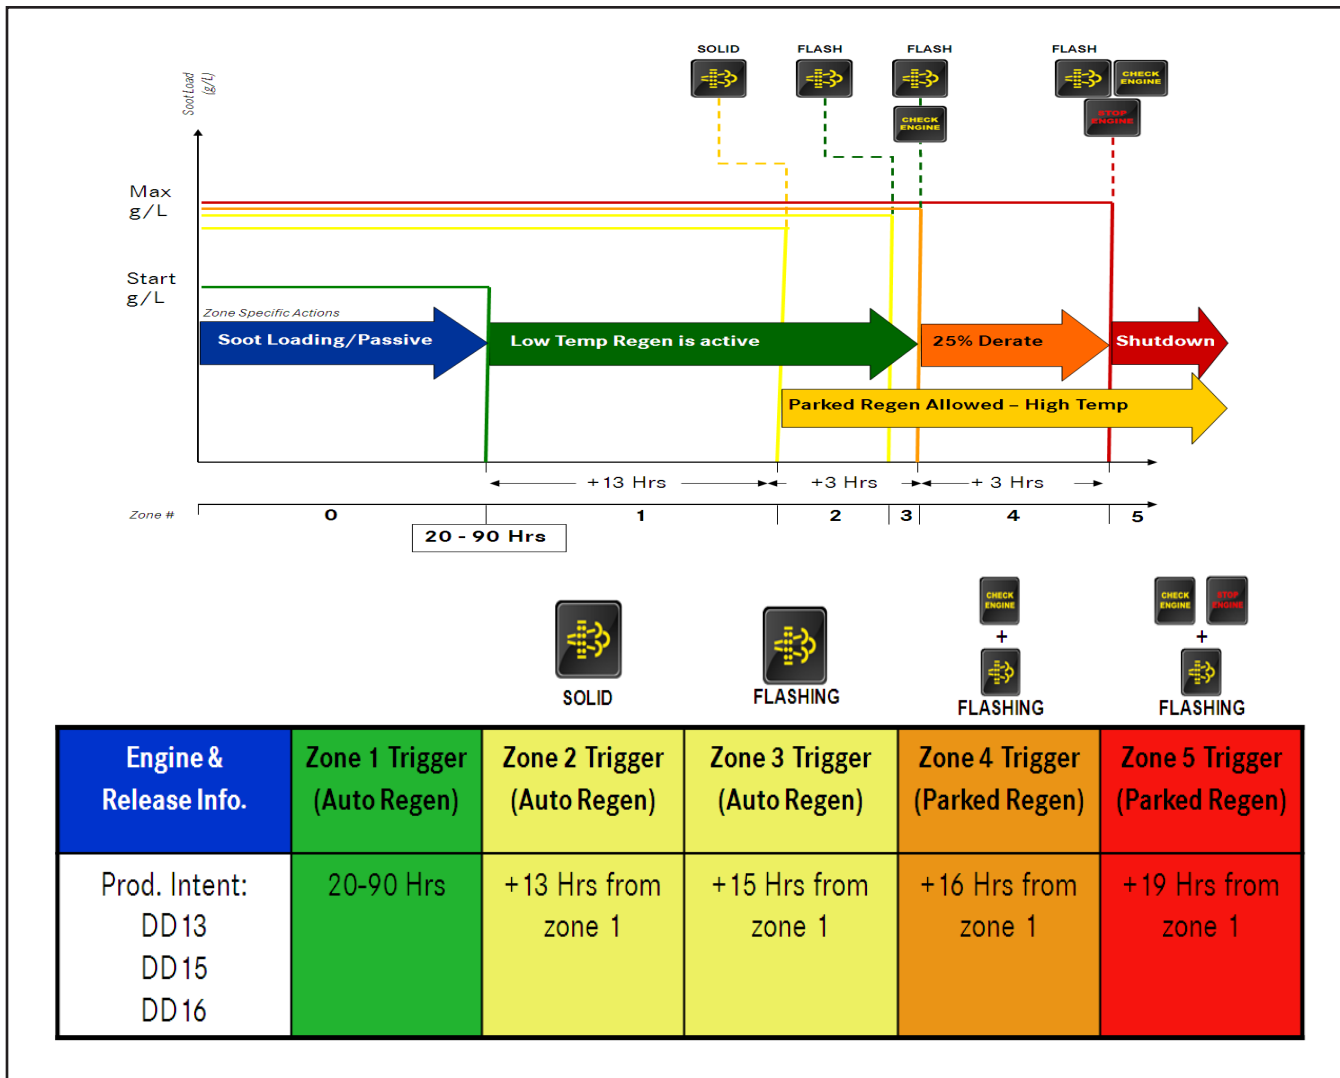 SOLID
FLASH
FLASH
FLASH
CHECK
ENGINE
CHECK
ENGINE
STOP
ENGINE
Soot Load
(g/L)
Max
g/L
Start
g/L
Zone Specific Actions
Soot Loading/Passive
Low Temp Regen is active
25% Derate
Shutdown
Parked Regen Allowed – High Temp
+13 Hrs
+3 Hrs
+ 3 Hrs
Zone #
0
1
2
3
4
5
20 - 90 Hrs
SOLID
FLASHING
CHECK
ENGINE
+
FLASHING
CHECK
ENGINE
STOP
ENGINE
+
FLASHING
Engine &
Release Info.
Zone 1 Trigger
(Auto Regen)
Zone 2 Trigger
(Auto Regen)
Zone 3 Trigger
(Auto Regen)
Zone 4 Trigger
(Parked Regen)
Zone 5 Trigger
(Parked Regen)
Prod. Intent:
DD13
DD15
DD16
20-90 Hrs
+13 Hrs from
zone 1
+15 Hrs from
zone 1
+16 Hrs from
zone 1
+19 Hrs from
zone 1